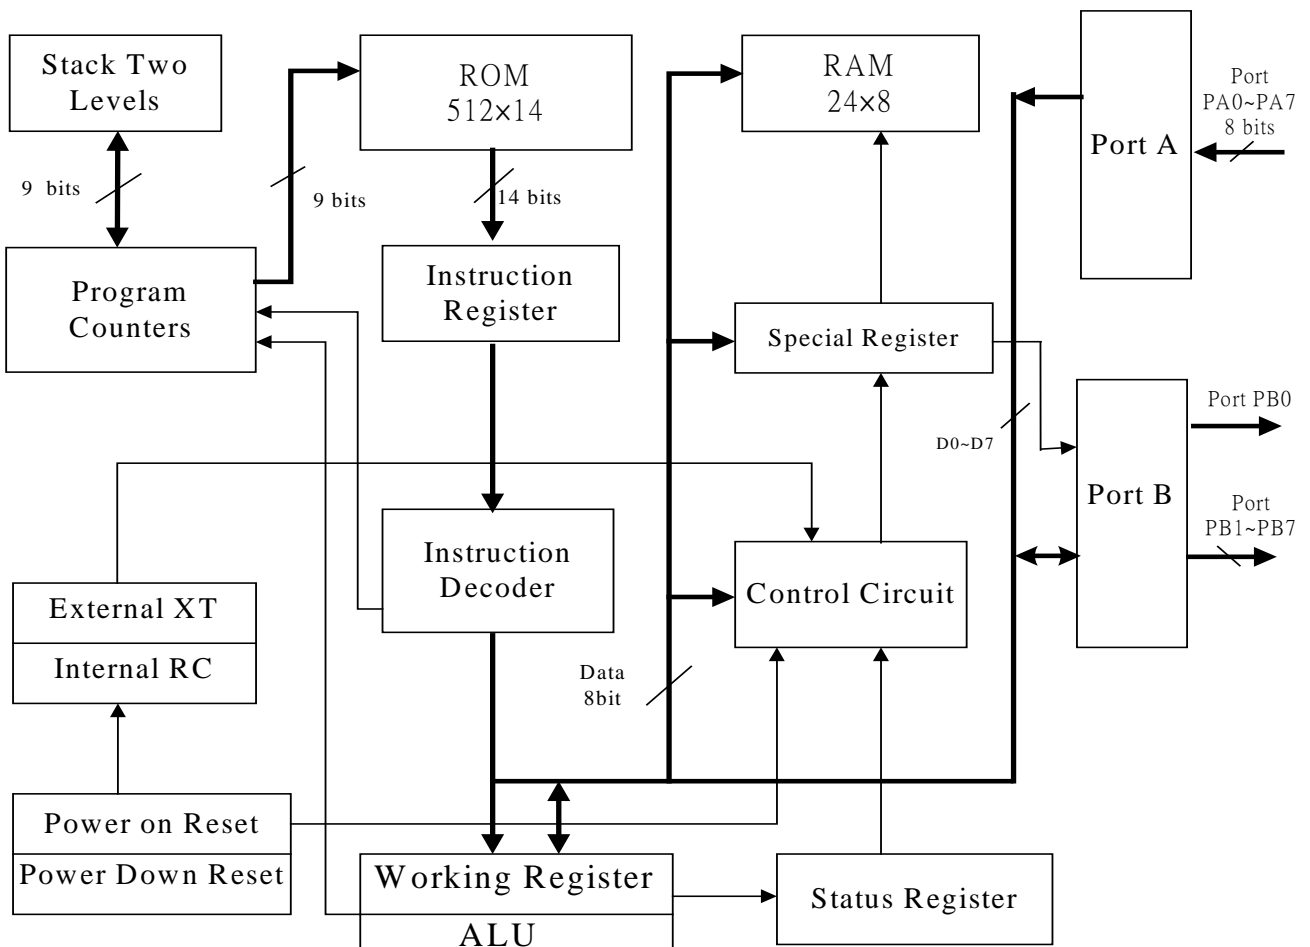 Stack Two
Levels
ROM
512×14
RAM
24×8
Port
PA0~PA7
8 bits
Port A
9 bits
9 bits
14 bits
Program
Counters
Instruction
Register
Special Register
D0~D7
Port PB0
Port B
Port
PB1~PB7
Instruction
Decoder
Control Circuit
External XT
Internal RC
Data
8bit
Power on Reset
Power Down Reset
Working Register
ALU
Status Register